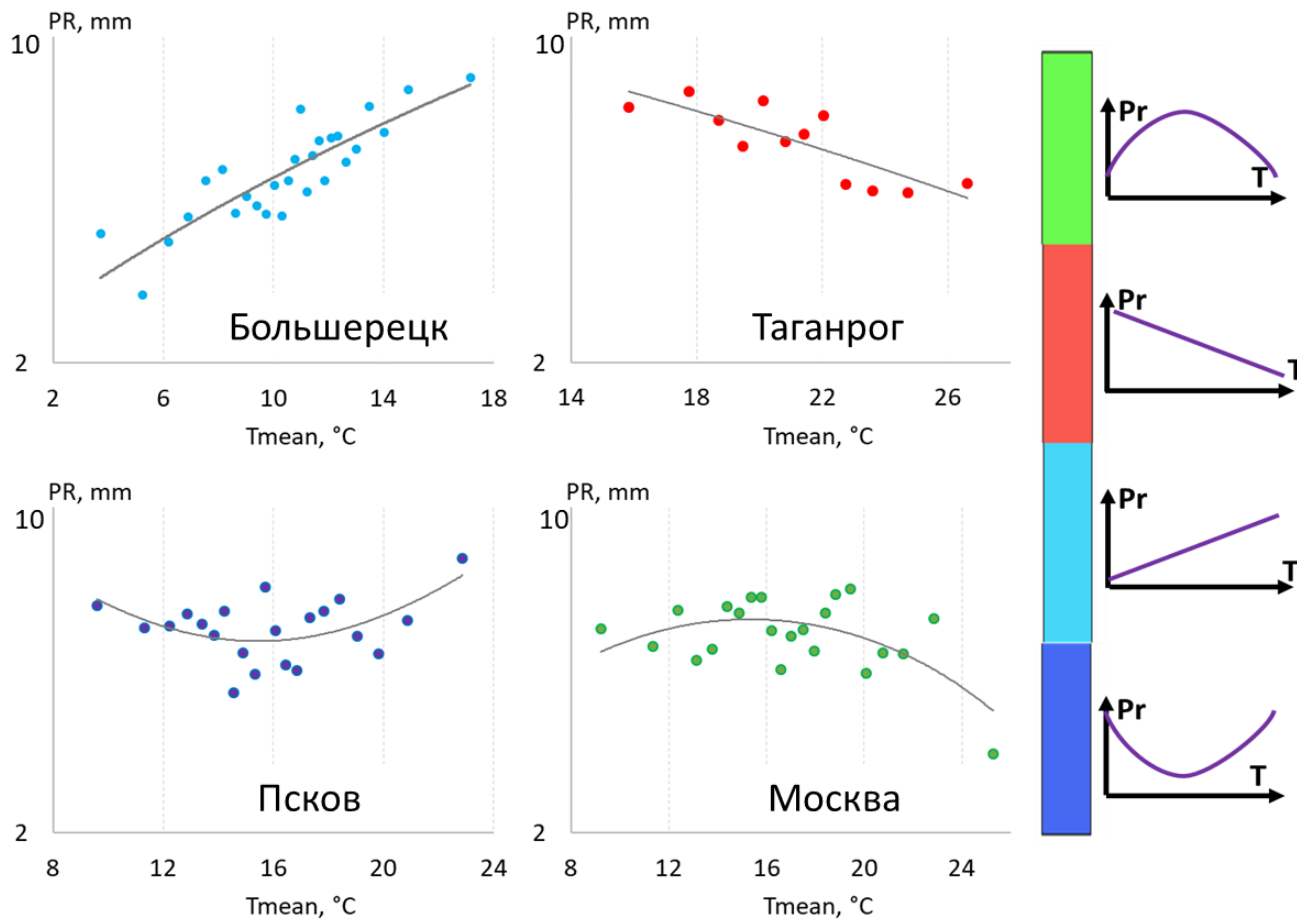 PR, mm
10
2
2 6 10 14 18
Tmean, °C
Большерецк
PR, mm
10
14 18 22 26
Tmean, °C
Таганрог
PR, mm
10
2
8 12 16 20 24
Tmean, °C
Псков
PR, mm
10
2
8 12 16 20 24
Tmean, °C
Москва
Pr
T
Pr
T
Pr
T
Pr
T